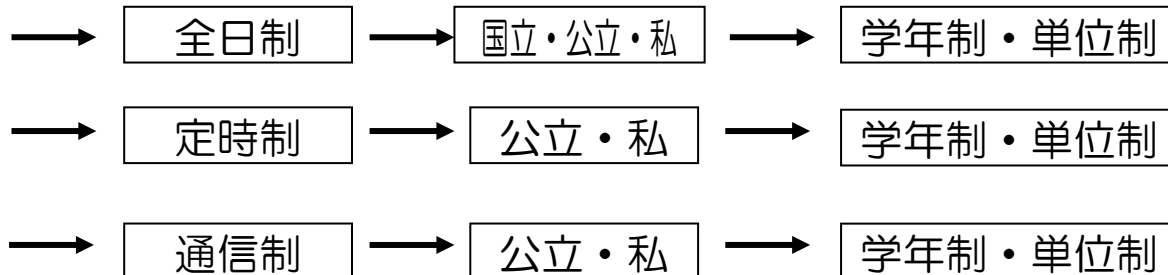 全日制 国立・公立・私 学年制・単位制
定時制 公立・私 学年制・単位制
通信制 公立・私 学年制・単位制